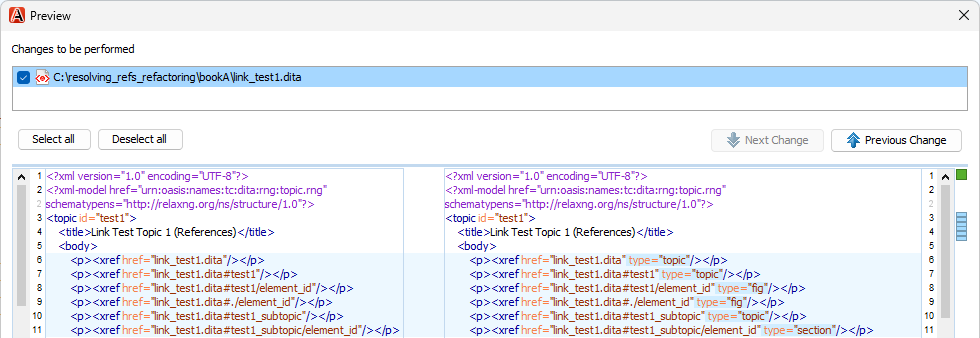 Preview
Changes to be performed
C:\resolving_refs_refactoring\bookA\link_test1.dita
Select all
Deselect all
Next Change
Previous Change
1 <?xml version="1.0" encoding="UTF-8"?>
2 <?xml-model href="urn:oasis:names:tc:dita:rng:topic.rng"
2 schematypens="http://relaxng.org/ns/structure/1.0"?>
3 <topic id="test1">
4 <title>Link Test Topic 1 (References)</title>
5 <body>
6 <p><xref href="link_test1.dita"/></p>
7 <p><xref href="link_test1.dita#test1"/></p>
8 <p><xref href="link_test1.dita#test1/element_id"/></p>
9 <p><xref href="link_test1.dita#./element_id"/></p>
10 <p><xref href="link_test1.dita#test1_subtopic"/></p>
11 <p><xref href="link_test1.dita#test1_subtopic/element_id"/></p>
<?xml version="1.0" encoding="UTF-8"?> 1
<?xml-model href="urn:oasis:names:tc:dita:rng:topic.rng" 2
schematypens="http://relaxng.org/ns/structure/1.0"?> 2
<topic id="test1"> 3
<title>Link Test Topic 1 (References)</title> 4
<body> 5
<p><xref href="link_test1.dita" type="topic"/></p> 6
<p><xref href="link_test1.dita#test1" type="topic"/></p> 7
<p><xref href="link_test1.dita#test1/element_id" type="fig"/></p> 8
<p><xref href="link_test1.dita#./element_id" type="fig"/></p> 9
<p><xref href="link_test1.dita#test1_subtopic" type="topic"/></p> 10
<p><xref href="link_test1.dita#test1_subtopic/element_id" type="section"/></p> 11